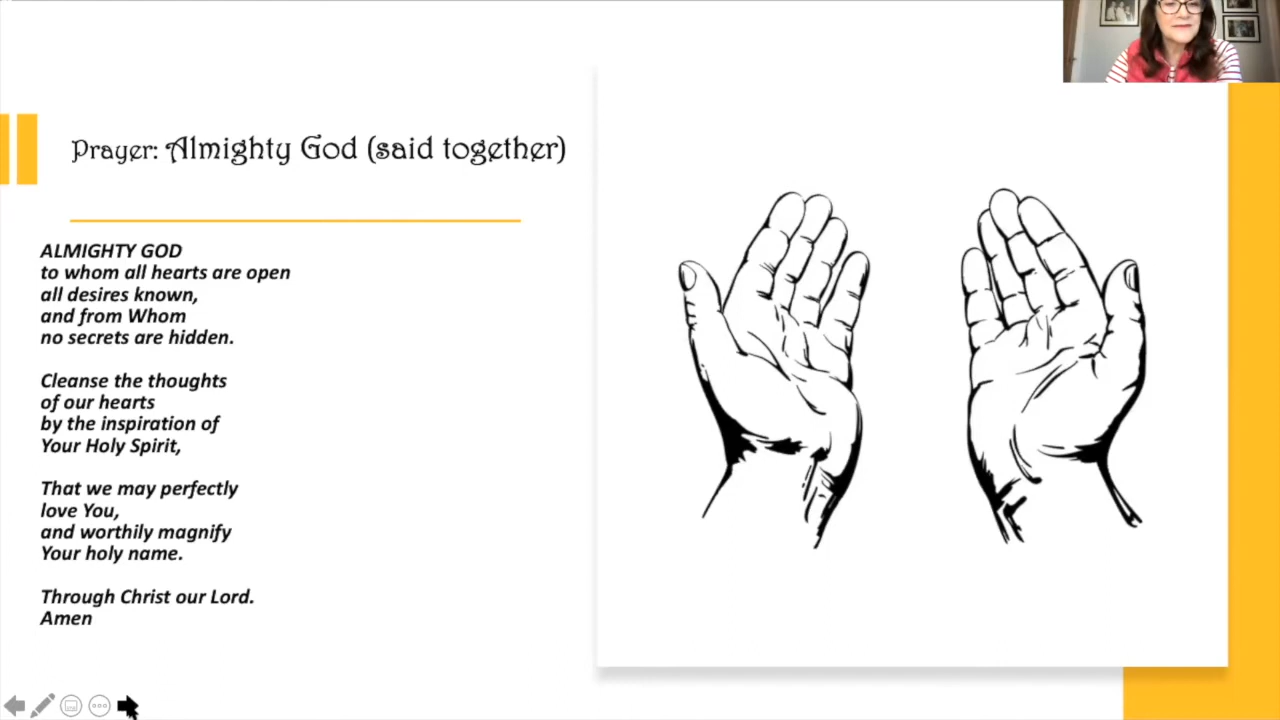 Prayer: Almighty God (said together)
ALMIGHTY GOD
to whom all hearts are open
all desires known,
and from Whom
no secrets are hidden.
Cleanse the thoughts
of our hearts
by the inspiration of
Your Holy Spirit,
That we may perfectly
love You,
and worthily magnify
Your holy name.
Through Christ our Lord.
Amen